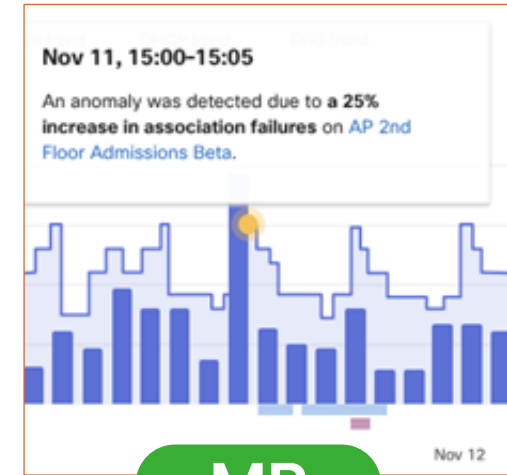 Nov 11, 15:00–15:05
An anomaly was detected due to a 25%
increase in association failures on AP 2nd
Floor Admissions Beta.
Nov 12
MR